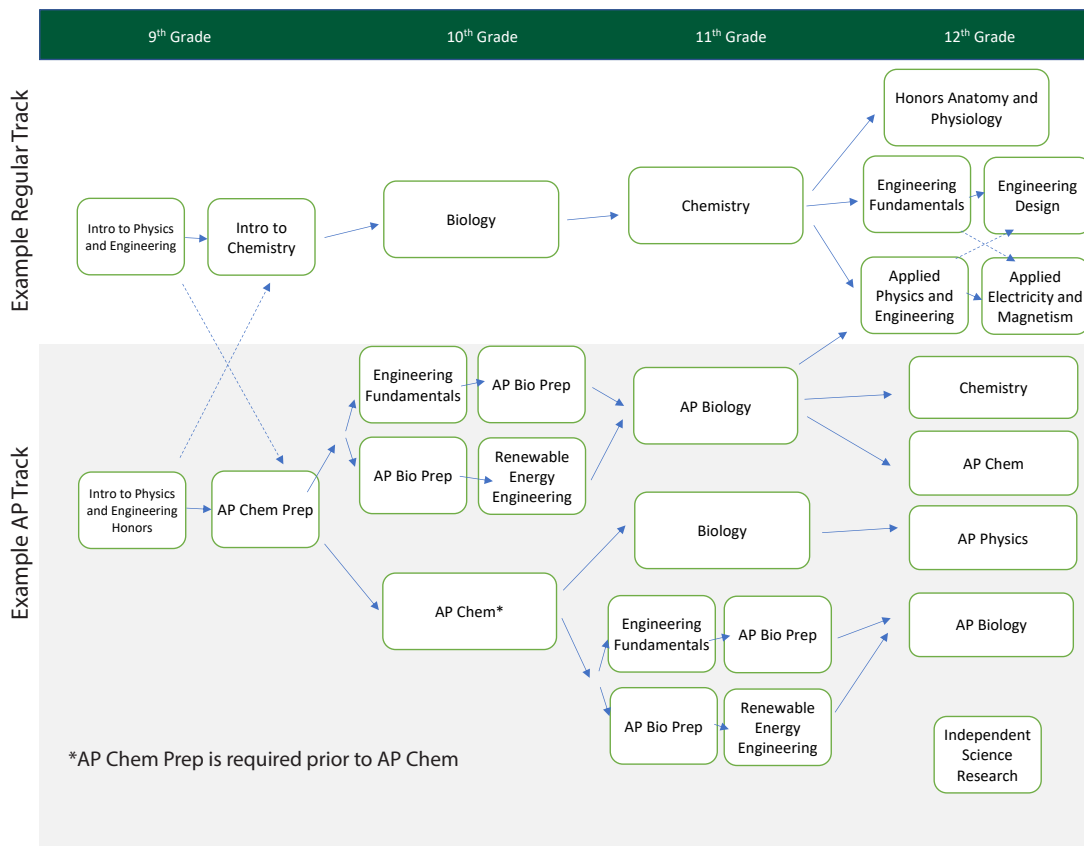 9th Grade
10th Grade
11th Grade
12th Grade
Example Regular Track
Intro to Physics
and Engineering
Intro to
Chemistry
Biology
Chemistry
Honors Anatomy and
Physiology
Engineering
Fundamentals
Engineering
Design
Applied
Physics and
Engineering
Applied
Electricity and
Magnetism
Example AP Track
Intro to Physics
and Engineering
Honors
AP Chem Prep
Engineering
Fundamentals
AP Bio Prep
AP Bio Prep
Renewable
Energy
Engineering
AP Biology
Chemistry
AP Chem
AP Chem*
Biology
AP Physics
Engineering
Fundamentals
AP Bio Prep
AP Bio Prep
Renewable
Energy
Engineering
AP Biology
Independent
Science
Research
*AP Chem Prep is required prior to AP Chem